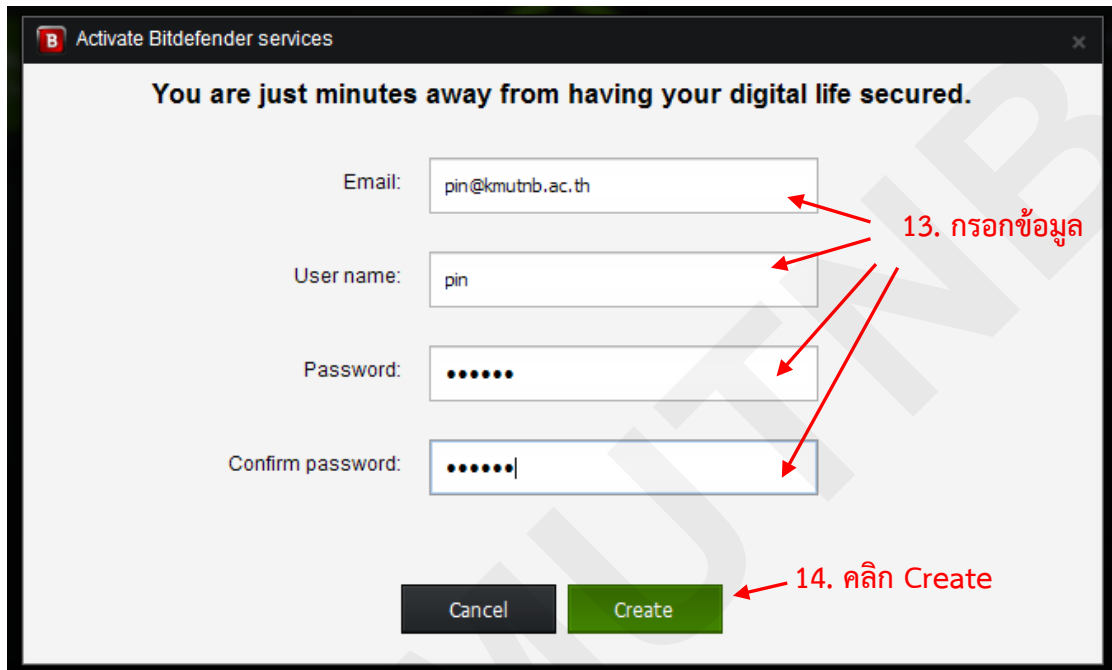 B Activate Bitdefender services ×
You are just minutes away from having your digital life secured.
Email: pin@kmutnb.ac.th
13. กรอกข้อมูล
User name: pin
Password: ••••••
Confirm password: ••••••
14. คลิก Create
Cancel Create
MUTNB